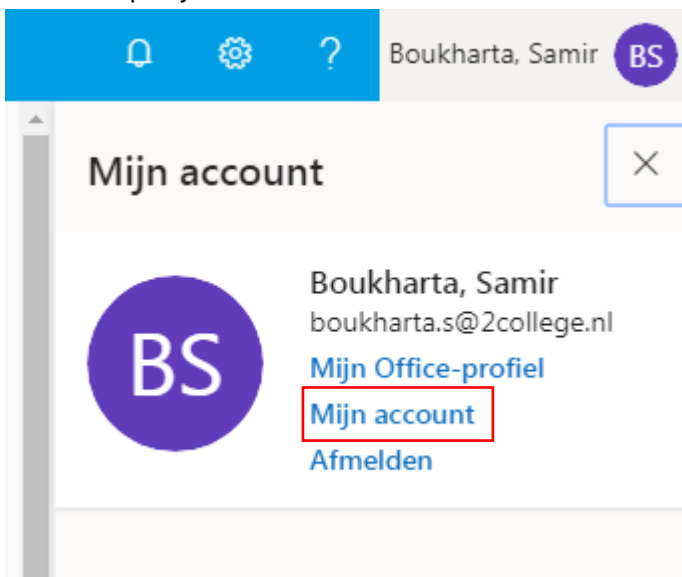 ? Boukharta, Samir BS
Mijn account
BS
Boukharta, Samir
boukharta.s@2college.nl
Mijn Office-profiel
Mijn account
Afmelden